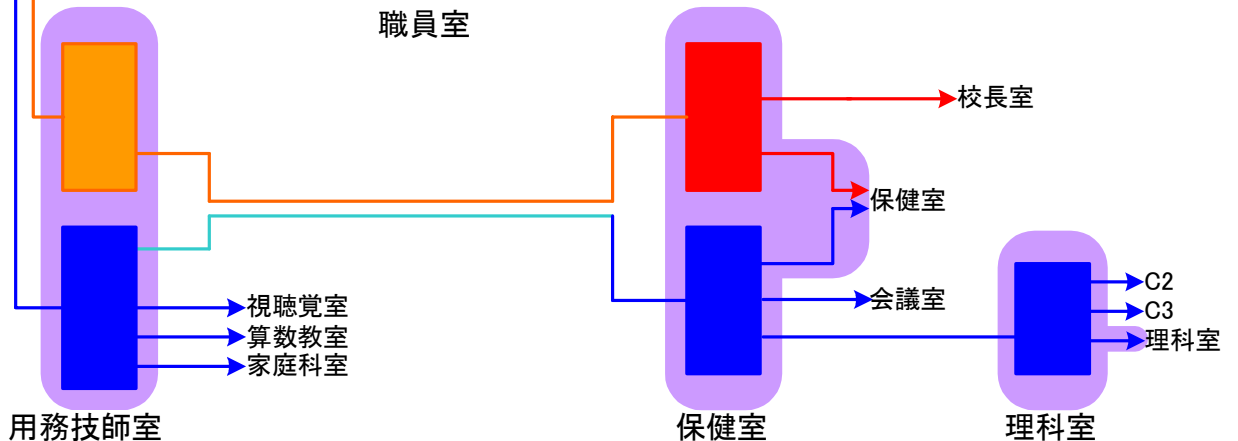 職員室
校長室
保健室
C2
会議室
視聴覚室
C3
算数教室
理科室
家庭科室
用務技師室
保健室
理科室